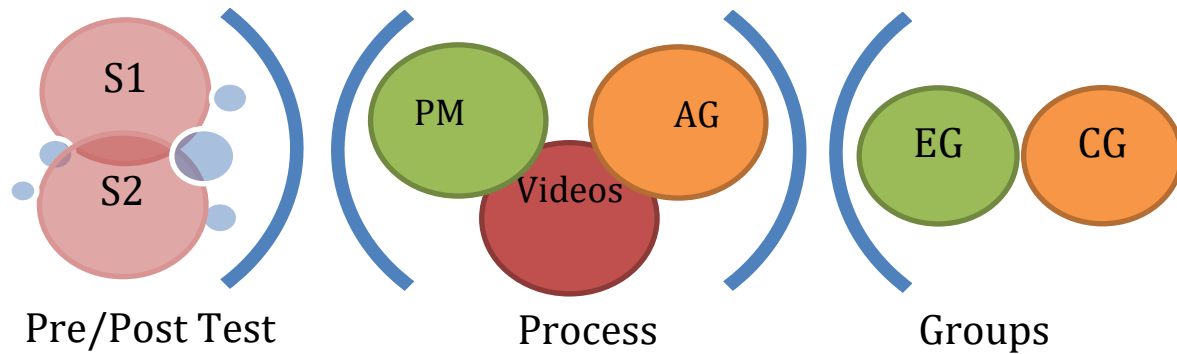 S1
S2
Pre/Post Test
PM
AG
Videos
Process
EG
CG
Groups